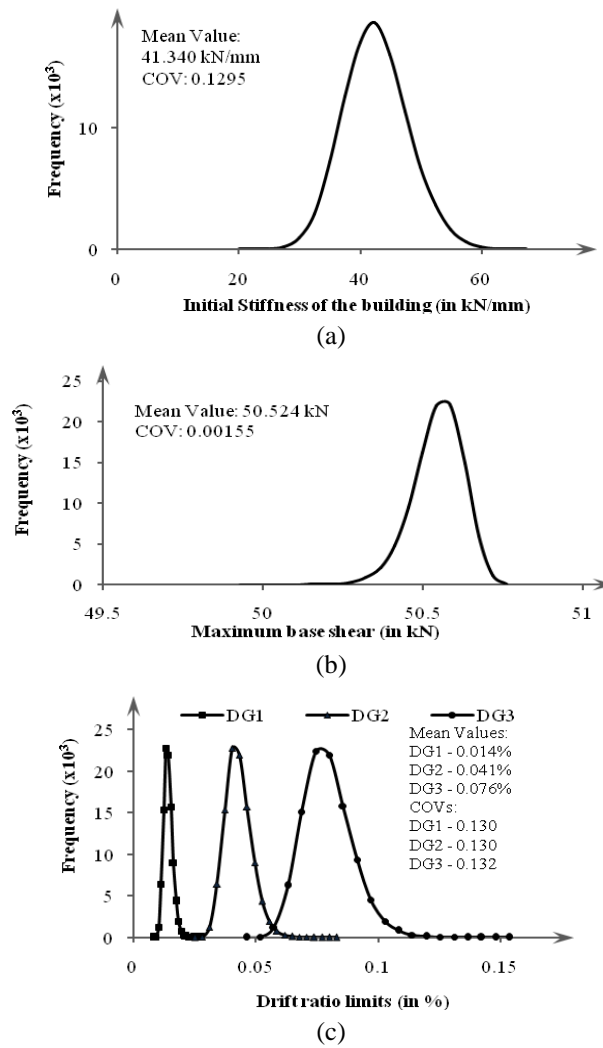 Mean Value:
41.340 kN/mm
COV: 0.1295
Frequency (x10³)
10
0
0 20 40 60
Initial Stiffness of the building (in kN/mm)
(a)
25
Mean Value: 50.524 kN
COV: 0.00155
20
15
10
5
0
Frequency (x10³)
49.5 50 50.5 51
Maximum base shear (in kN)
(b)
DG1 DG2 DG3
Mean Values:
DG1 - 0.014%
DG2 - 0.041%
DG3 - 0.076%
COVs:
DG1 - 0.130
DG2 - 0.130
DG3 - 0.132
25
20
15
10
5
0
Frequency (x10³)
0 0.05 0.1 0.15
Drift ratio limits (in %)
(c)